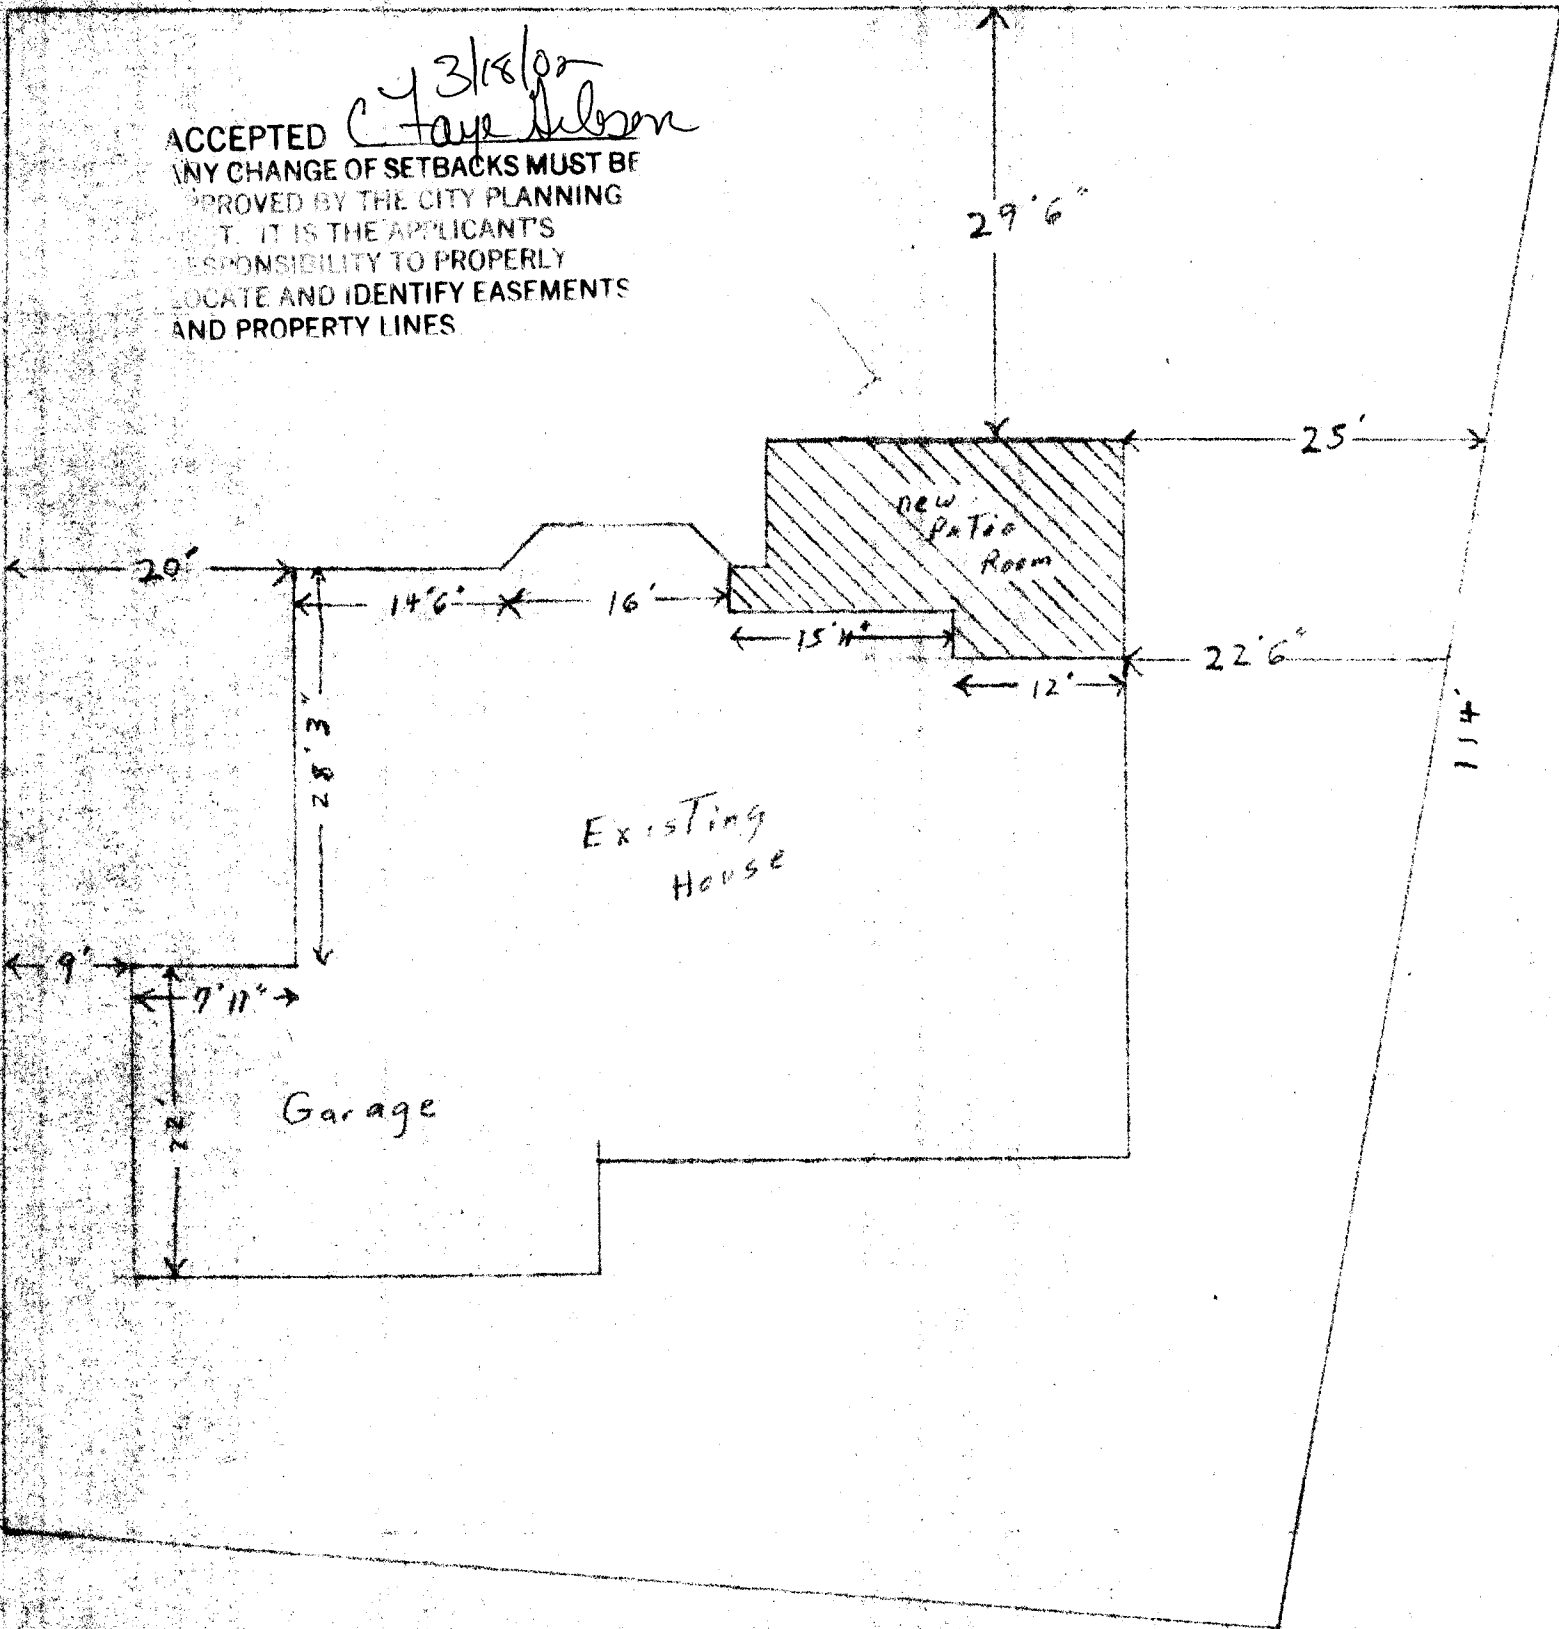 3/18/02
ACCEPTED C Faye Gibson
ANY CHANGE OF SETBACKS MUST BE
PPROVED BY THE CITY PLANNING
T. IT IS THE APPLICANT'S
ESPONSIBILITY TO PROPERLY
LOCATE AND IDENTIFY EASEMENTS
AND PROPERTY LINES
29'6"
25'
new
Patio
Room
20'
14'6"
16'
15'11"
22'6"
12'
28'3"
114'
Existing
House
9'
7'11"
22'
Garage